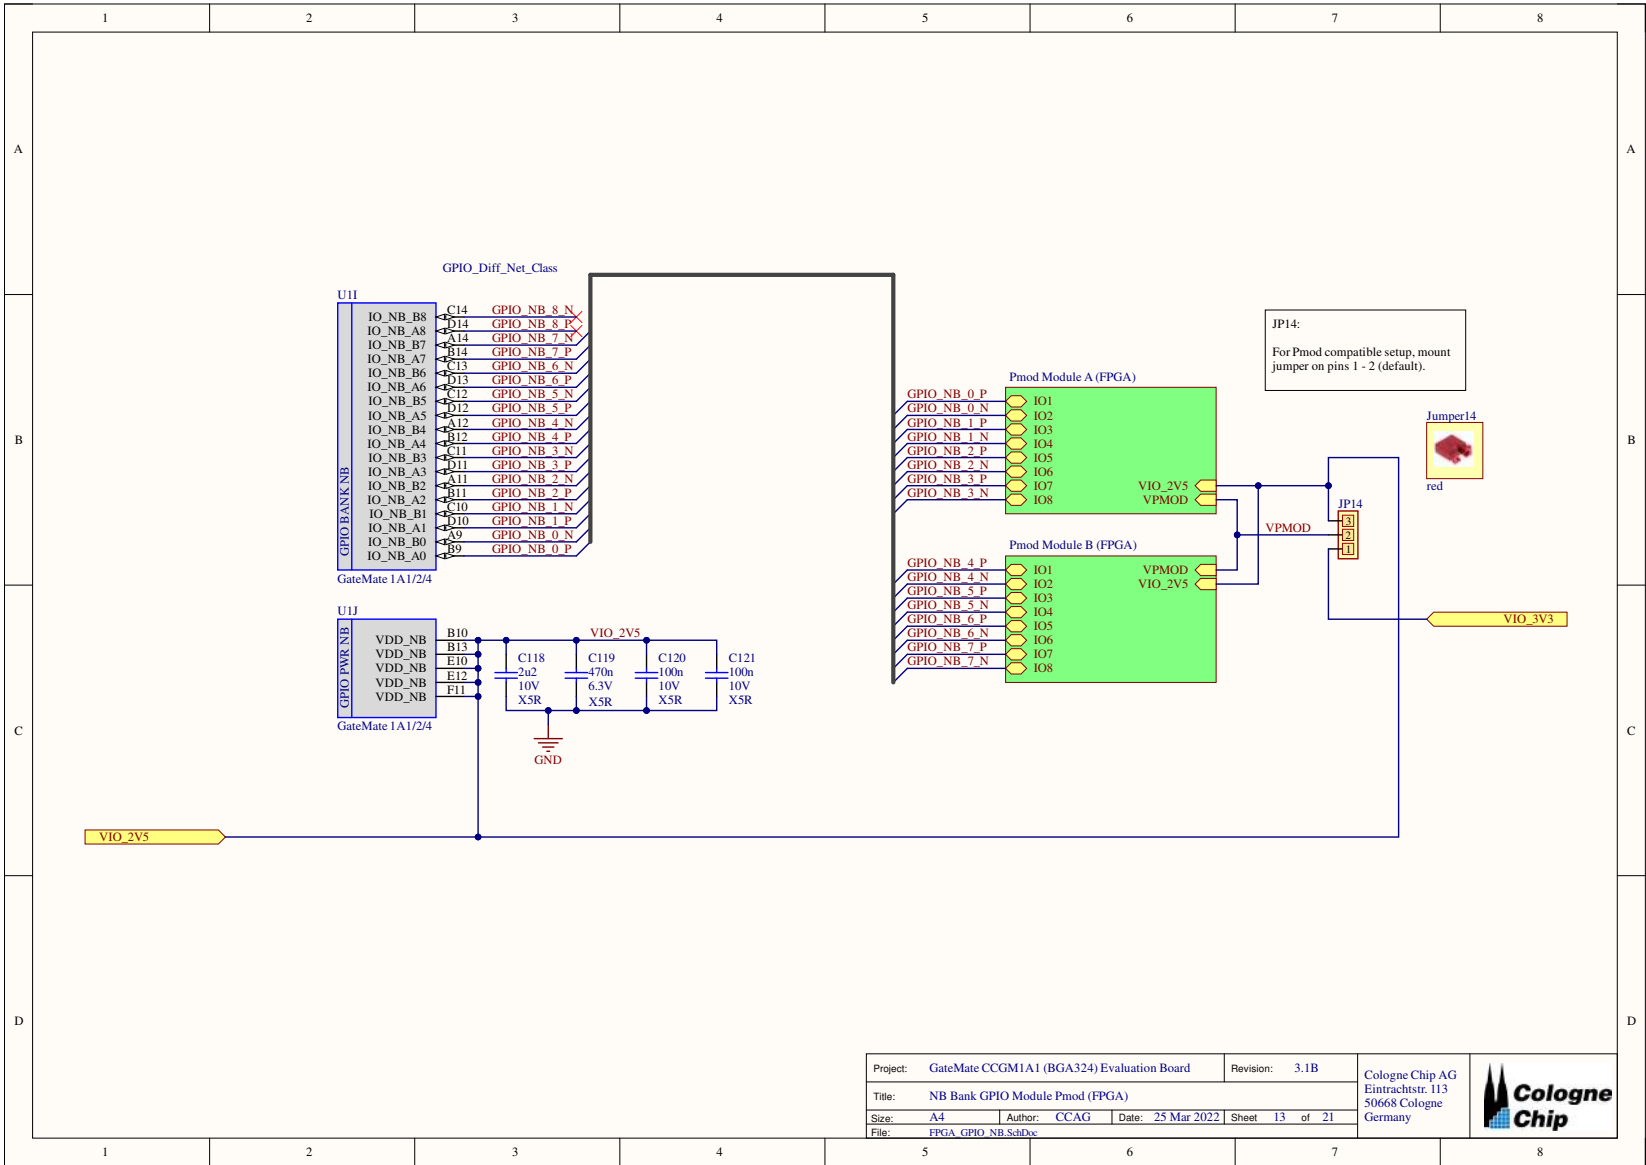 1 2 3 4 5 6 7 8
A A
GPIO_Diff_Net_Class
U1I
IO_NB_B8 C14 GPIO_NB_8_N
IO_NB_A8 D14 GPIO_NB_8_P
IO_NB_B7 A14 GPIO_NB_7_N
IO_NB_A7 B14 GPIO_NB_7_P
IO_NB_B6 C13 GPIO_NB_6_N
IO_NB_A6 D13 GPIO_NB_6_P
IO_NB_B5 C12 GPIO_NB_5_N
IO_NB_A5 D12 GPIO_NB_5_P
IO_NB_B4 A12 GPIO_NB_4_N
IO_NB_A4 B12 GPIO_NB_4_P
IO_NB_B3 C11 GPIO_NB_3_N
IO_NB_A3 D11 GPIO_NB_3_P
IO_NB_B2 A11 GPIO_NB_2_N
IO_NB_A2 B11 GPIO_NB_2_P
IO_NB_B1 C10 GPIO_NB_1_N
IO_NB_A1 D10 GPIO_NB_1_P
IO_NB_B0 A9 GPIO_NB_0_N
IO_NB_A0 B9 GPIO_NB_0_P
GPIO BANK NB
GateMate 1A1/2/4
JP14:
For Pmod compatible setup, mount
jumper on pins 1 - 2 (default).
Pmod Module A (FPGA)
GPIO_NB_0_P IO1
GPIO_NB_0_N IO2
GPIO_NB_1_P IO3
GPIO_NB_1_N IO4
GPIO_NB_2_P IO5
GPIO_NB_2_N IO6
GPIO_NB_3_P IO7 VIO_2V5
GPIO_NB_3_N IO8 VPMOD
Jumper14
red
B B
JP14
3
VPMOD 2
1
Pmod Module B (FPGA)
GPIO_NB_4_P IO1 VPMOD
GPIO_NB_4_N IO2 VIO_2V5
GPIO_NB_5_P IO3
GPIO_NB_5_N IO4
GPIO_NB_6_P IO5
GPIO_NB_6_N IO6
GPIO_NB_7_P IO7
GPIO_NB_7_N IO8
VIO_3V3
U1J
VDD_NB B10
VDD_NB B13
VDD_NB E10
VDD_NB E12
VDD_NB F11
GPIO PWR NB
GateMate 1A1/2/4
VIO_2V5
C118
2u2
10V
X5R
C119
470n
6.3V
X5R
C120
100n
10V
X5R
C121
100n
10V
X5R
GND
C C
VIO_2V5
D D
Project: GateMate CCGM1A1 (BGA324) Evaluation Board Revision: 3.1B
Title: NB Bank GPIO Module Pmod (FPGA)
Size: A4 Author: CCAG Date: 25 Mar 2022 Sheet 13 of 21
File: FPGA_GPIO_NB.SchDoc
Cologne Chip AG
Eintrachtstr. 113
50668 Cologne
Germany
Cologne
Chip
1 2 3 4 5 6 7 8